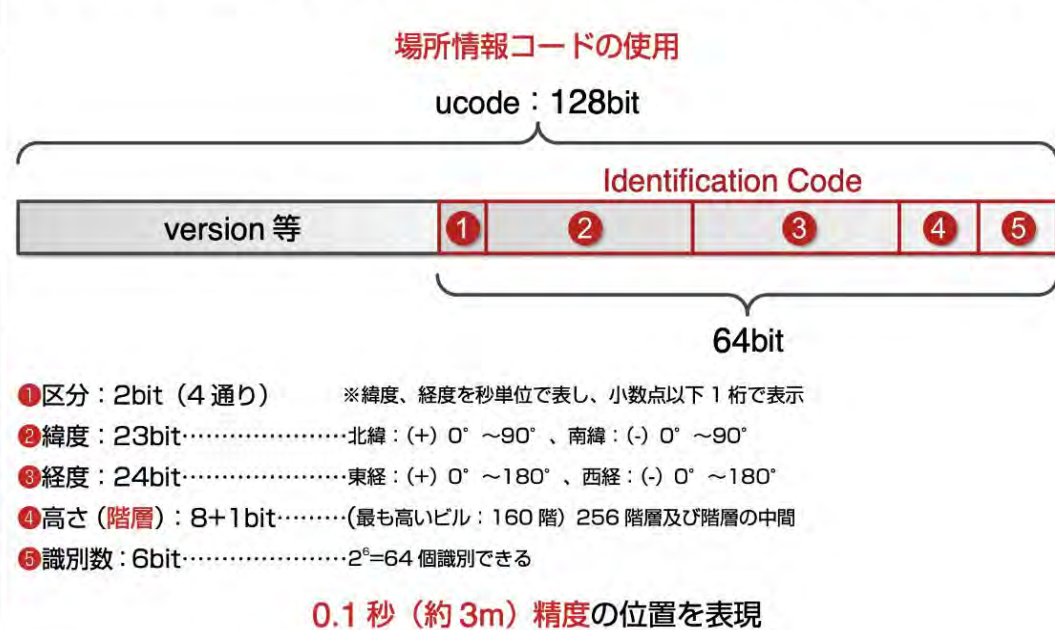 場所情報コードの使用
ucode：128bit
Identification Code
version 等 ❶ ❷ ❸ ❹ ❺
64bit
❶区分：2bit（4 通り） ※緯度、経度を秒単位で表し、小数点以下 1 桁で表示
❷緯度：23bit…………………北緯：(+) 0°～90°、南緯：(-) 0°～90°
❸経度：24bit…………………東経：(+) 0°～180°、西経：(-) 0°～180°
❹高さ（階層）：8+1bit………(最も高いビル：160 階) 256 階層及び階層の中間
❺識別数：6bit…………………2⁶=64 個識別できる
0.1 秒（約 3m）精度の位置を表現